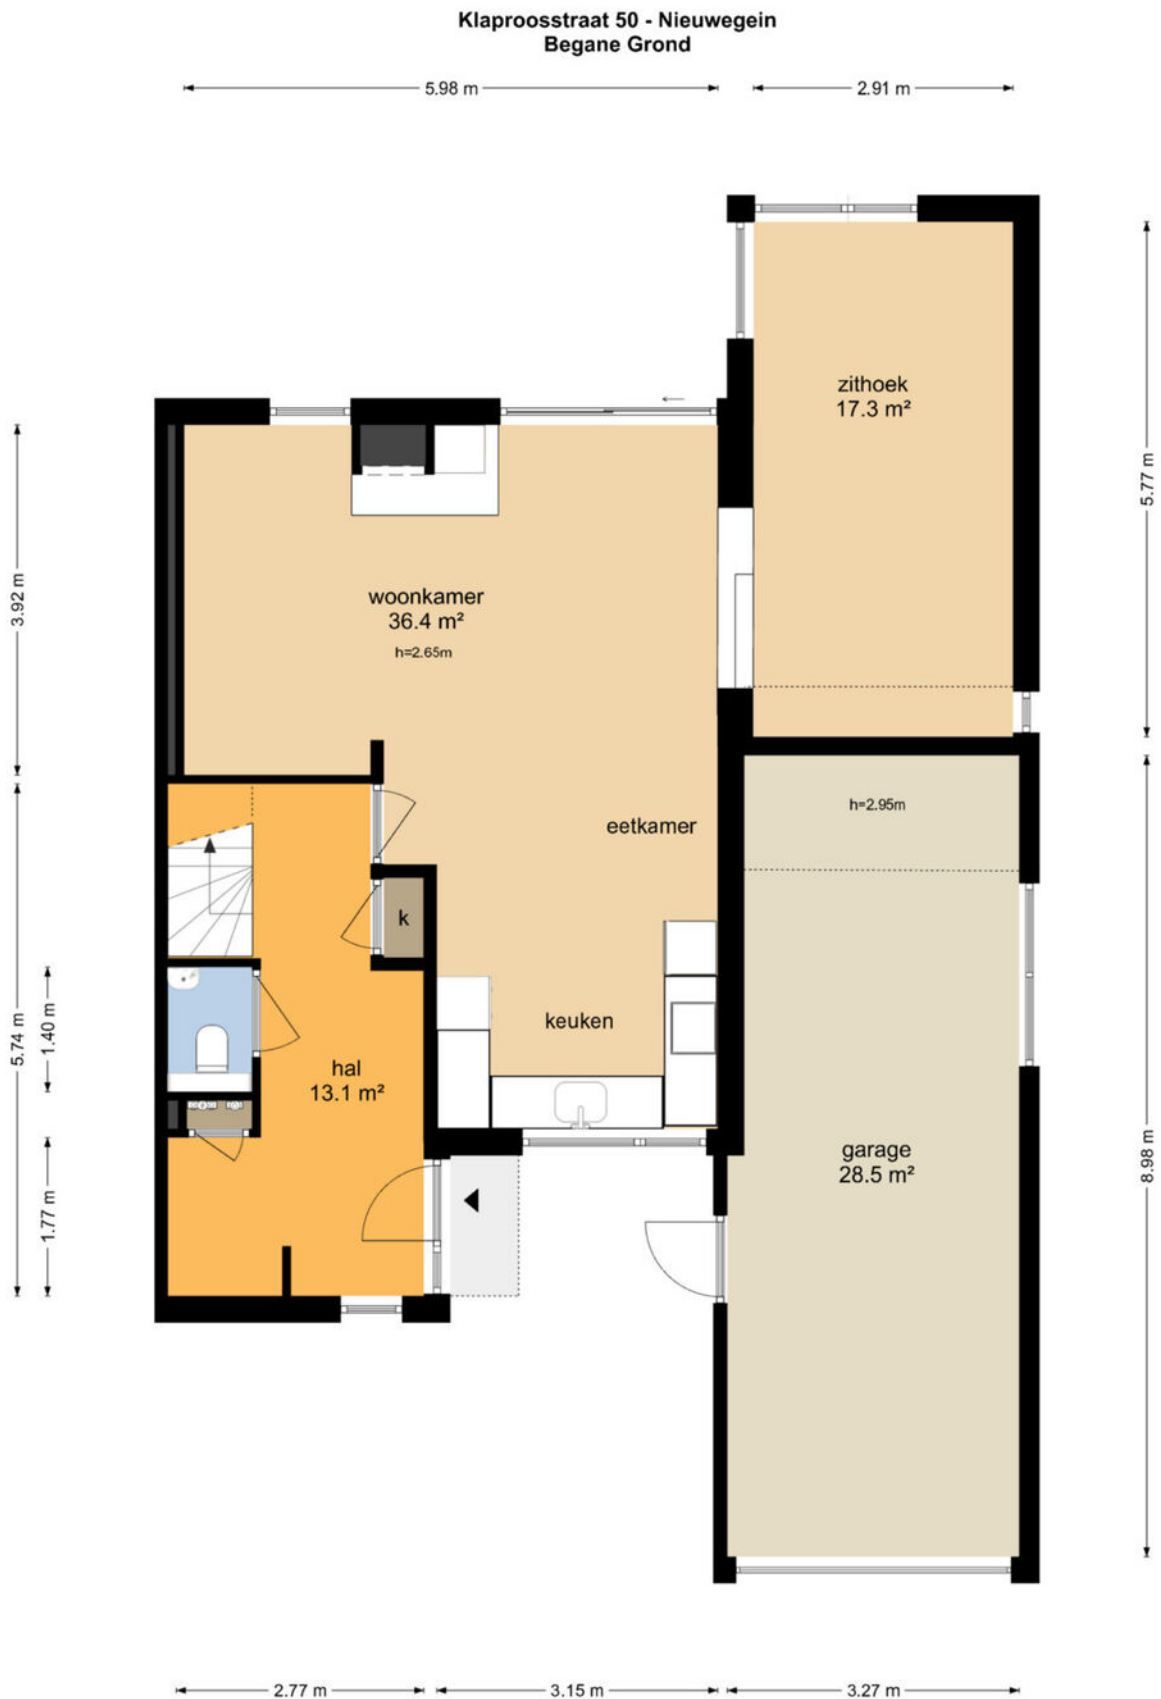 Klaproosstraat 50 - Nieuwegein
Begane Grond
5.98 m
2.91 m
zithoek
17.3 m²
5.77 m
3.92 m
woonkamer
36.4 m²
h=2.65m
h=2.95m
eetkamer
k
keuken
5.74 m
1.40 m
hal
13.1 m²
garage
28.5 m²
8.98 m
1.77 m
2.77 m
3.15 m
3.27 m